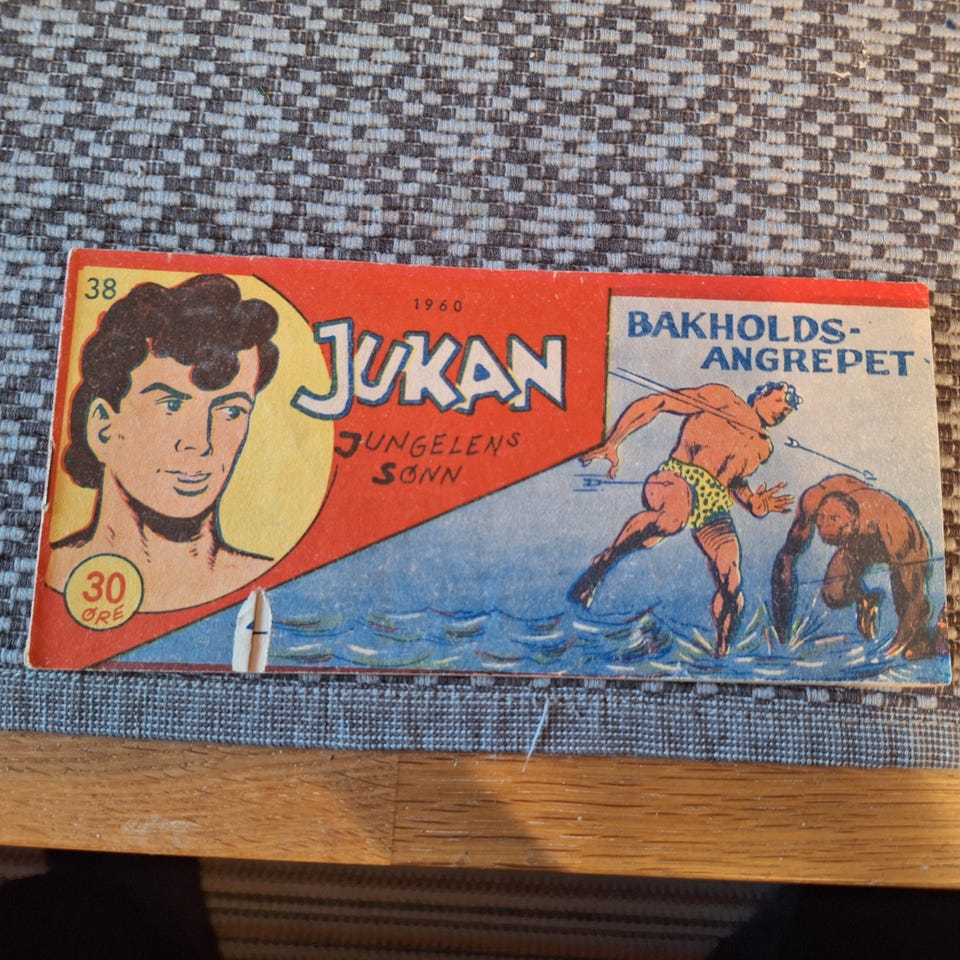 38
1960
JUKAN
JUNGELENS
SØNN
30
ØRE
BAKHOLDS-
ANGREPET